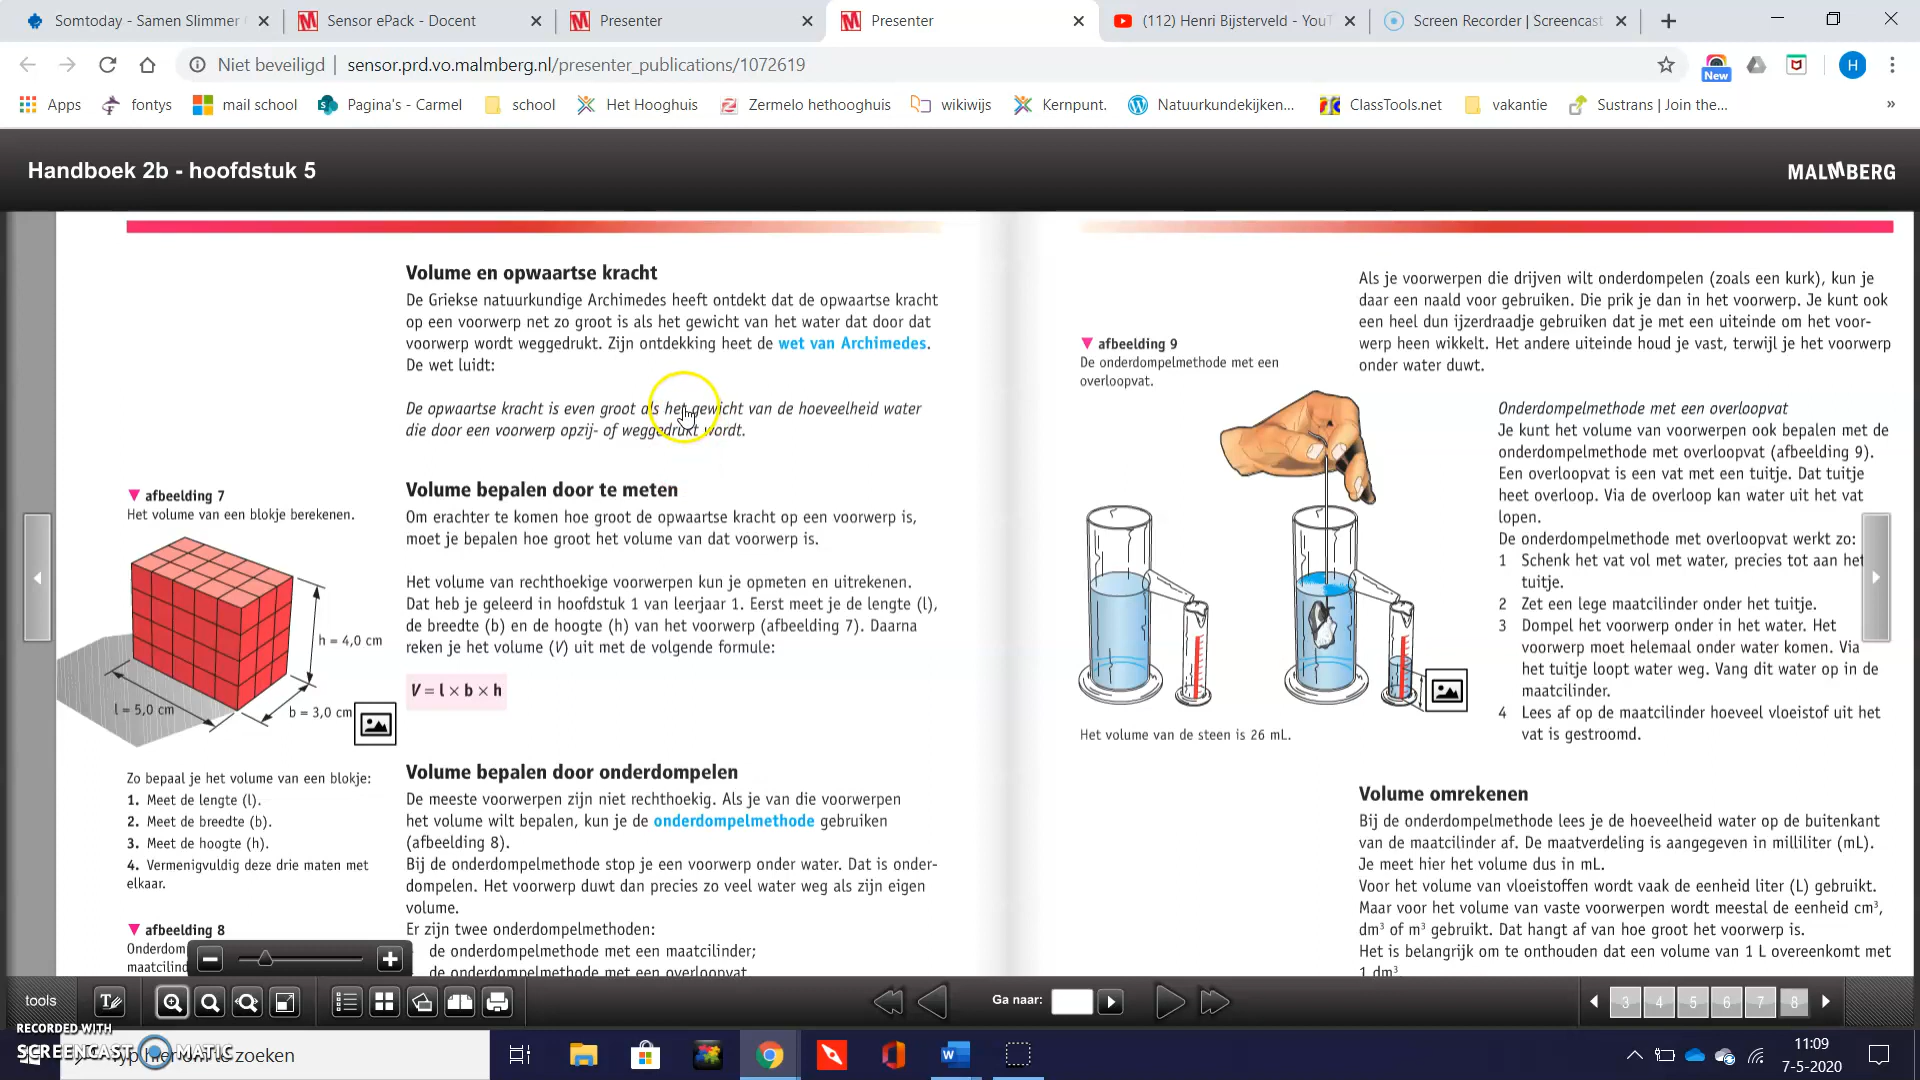 Somtoday - Samen Slimmer
Sensor ePack - Docent
Presenter
Presenter
(112) Henri Bijsterveld - YouT
Screen Recorder | Screencast
Niet beveiligd
sensor.prd.vo.malmberg.nl/presenter_publications/1072619
New
H
Apps
fontys
mail school
Pagina's - Carmel
school
Het Hooghuis
Zermelo hethooghuis
wikiwijs
Kernpunt.
Natuurkundekijken...
ClassTools.net
vakantie
Sustrans | Join the...
»
Handboek 2b - hoofdstuk 5
MALMBERG
Volume en opwaartse kracht
De Griekse natuurkundige Archimedes heeft ontdekt dat de opwaartse kracht
op een voorwerp net zo groot is als het gewicht van het water dat door dat
voorwerp wordt weggedrukt. Zijn ontdekking heet de wet van Archimedes.
De wet luidt:
De opwaartse kracht is even groot als het gewicht van de hoeveelheid water
die door een voorwerp opzij- of weggedrukt wordt.
▼ afbeelding 7
Het volume van een blokje berekenen.
h = 4,0 cm
l = 5,0 cm
b = 3,0 cm
Zo bepaal je het volume van een blokje:
1. Meet de lengte (l).
2. Meet de breedte (b).
3. Meet de hoogte (h).
4. Vermenigvuldig deze drie maten met
elkaar.
▼ afbeelding 8
Onderdom
maatcilind
Volume bepalen door te meten
Om erachter te komen hoe groot de opwaartse kracht op een voorwerp is,
moet je bepalen hoe groot het volume van dat voorwerp is.
Het volume van rechthoekige voorwerpen kun je opmeten en uitrekenen.
Dat heb je geleerd in hoofdstuk 1 van leerjaar 1. Eerst meet je de lengte (l),
de breedte (b) en de hoogte (h) van het voorwerp (afbeelding 7). Daarna
reken je het volume (V) uit met de volgende formule:
V = l × b × h
Volume bepalen door onderdompelen
De meeste voorwerpen zijn niet rechthoekig. Als je van die voorwerpen
het volume wilt bepalen, kun je de onderdompelmethode gebruiken
(afbeelding 8).
Bij de onderdompelmethode stop je een voorwerp onder water. Dat is onder-
dompelen. Het voorwerp duwt dan precies zo veel water weg als zijn eigen
volume.
Er zijn twee onderdompelmethoden:
de onderdompelmethode met een maatcilinder;
de onderdompelmethode met een overloopvat.
▼ afbeelding 9
De onderdompelmethode met een
overloopvat.
Het volume van de steen is 26 mL.
Als je voorwerpen die drijven wilt onderdompelen (zoals een kurk), kun je
daar een naald voor gebruiken. Die prik je dan in het voorwerp. Je kunt ook
een heel dun ijzerdraadje gebruiken dat je met een uiteinde om het voor-
werp heen wikkelt. Het andere uiteinde houd je vast, terwijl je het voorwerp
onder water duwt.
Onderdompelmethode met een overloopvat
Je kunt het volume van voorwerpen ook bepalen met de
onderdompelmethode met overloopvat (afbeelding 9).
Een overloopvat is een vat met een tuitje. Dat tuitje
heet overloop. Via de overloop kan water uit het vat
lopen.
De onderdompelmethode met overloopvat werkt zo:
1 Schenk het vat vol met water, precies tot aan het
tuitje.
2 Zet een lege maatcilinder onder het tuitje.
3 Dompel het voorwerp onder in het water. Het
voorwerp moet helemaal onder water komen. Via
het tuitje loopt water weg. Vang dit water op in de
maatcilinder.
4 Lees af op de maatcilinder hoeveel vloeistof uit het
vat is gestroomd.
Volume omrekenen
Bij de onderdompelmethode lees je de hoeveelheid water op de buitenkant
van de maatcilinder af. De maatverdeling is aangegeven in milliliter (mL).
Je meet hier het volume dus in mL.
Voor het volume van vloeistoffen wordt vaak de eenheid liter (L) gebruikt.
Maar voor het volume van vaste voorwerpen wordt meestal de eenheid cm³,
dm³ of m³ gebruikt. Dat hangt af van hoe groot het voorwerp is.
Het is belangrijk om te onthouden dat een volume van 1 L overeenkomt met
1 dm³.
tools
Ga naar:
3 4 5 6 7 8
RECORDED WITH
SCREENCAST MATIC
hier om te zoeken
11:09
7-5-2020